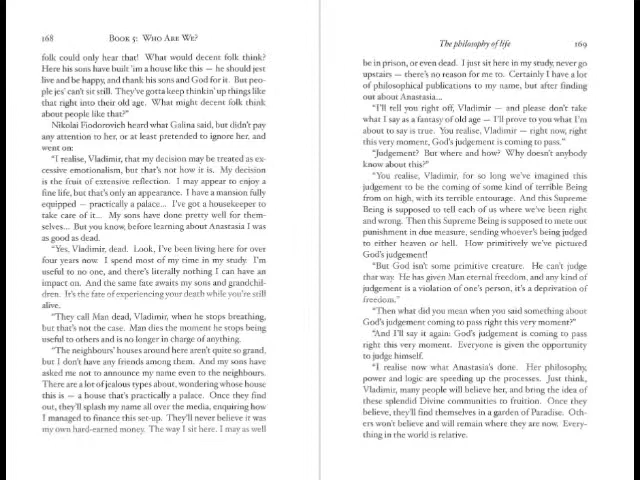 168
Book 5: Who Are We?
folk could only hear that! What would decent folk think?
Here his sons have built 'im a house like this — he should jest
live and be happy, and thank his sons and God for it. But peo-
ple jes' can't sit still. They've gotta keep thinkin' up things like
that right into their old age. What might decent folk think
about people like that?"
Nikolai Fiodorovich heard what Galina said, but didn't pay
any attention to her, or at least pretended to ignore her, and
went on:
"I realise, Vladimir, that my decision may be treated as ex-
cessive emotionalism, but that's not how it is. My decision
is the fruit of extensive reflection. I may appear to enjoy a
fine life, but that's only an appearance. I have a mansion fully
equipped — practically a palace... I've got a housekeeper to
take care of it... My sons have done pretty well for them-
selves... But you know, before learning about Anastasia I was
as good as dead.
"Yes, Vladimir, dead. Look, I've been living here for over
four years now. I spend most of my time in my study. I'm
useful to no one, and there's literally nothing I can have an
impact on. And the same fate awaits my sons and grandchil-
dren. It's the fate of experiencing your death while you're still
alive.
"They call Man dead, Vladimir, when he stops breathing,
but that's not the case. Man dies the moment he stops being
useful to others and is no longer in charge of anything.
"The neighbours' houses around here aren't quite so grand,
but I don't have any friends among them. And my sons have
asked me not to announce my name even to the neighbours.
There are a lot of jealous types about, wondering whose house
this is — a house that's practically a palace. Once they find
out, they'll splash my name all over the media, enquiring how
I managed to finance this set-up. They'll never believe it was
my own hard-earned money. The way I sit here, I may as well
The philosophy of life
169
be in prison, or even dead. I just sit here in my study, never go
upstairs — there's no reason for me to. Certainly I have a lot
of philosophical publications to my name, but after finding
out about Anastasia...
"I'll tell you right off, Vladimir — and please don't take
what I say as a fantasy of old age — I'll prove to you what I'm
about to say is true. You realise, Vladimir — right now, right
this very moment, God's judgement is coming to pass."
"Judgement? But where and how? Why doesn't anybody
know about this?"
"You realise, Vladimir, for so long we've imagined this
judgement to be the coming of some kind of terrible Being
from on high, with its terrible entourage. And this Supreme
Being is supposed to tell each of us where we've been right
and wrong. Then this Supreme Being is supposed to mete out
punishment in due measure, sending whoever's being judged
to either heaven or hell. How primitively we've pictured
God's judgement!
"But God isn't some primitive creature. He can't judge
that way. He has given Man eternal freedom, and any kind of
judgement is a violation of one's person, it's a deprivation of
freedom."
"Then what did you mean when you said something about
God's judgement coming to pass right this very moment?"
"And I'll say it again: God's judgement is coming to pass
right this very moment. Everyone is given the opportunity
to judge himself.
"I realise now what Anastasia's done. Her philosophy,
power and logic are speeding up the processes. Just think,
Vladimir, many people will believe her, and bring the idea of
these splendid Divine communities to fruition. Once they
believe, they'll find themselves in a garden of Paradise. Oth-
ers won't believe and will remain where they are now. Every-
thing in the world is relative.